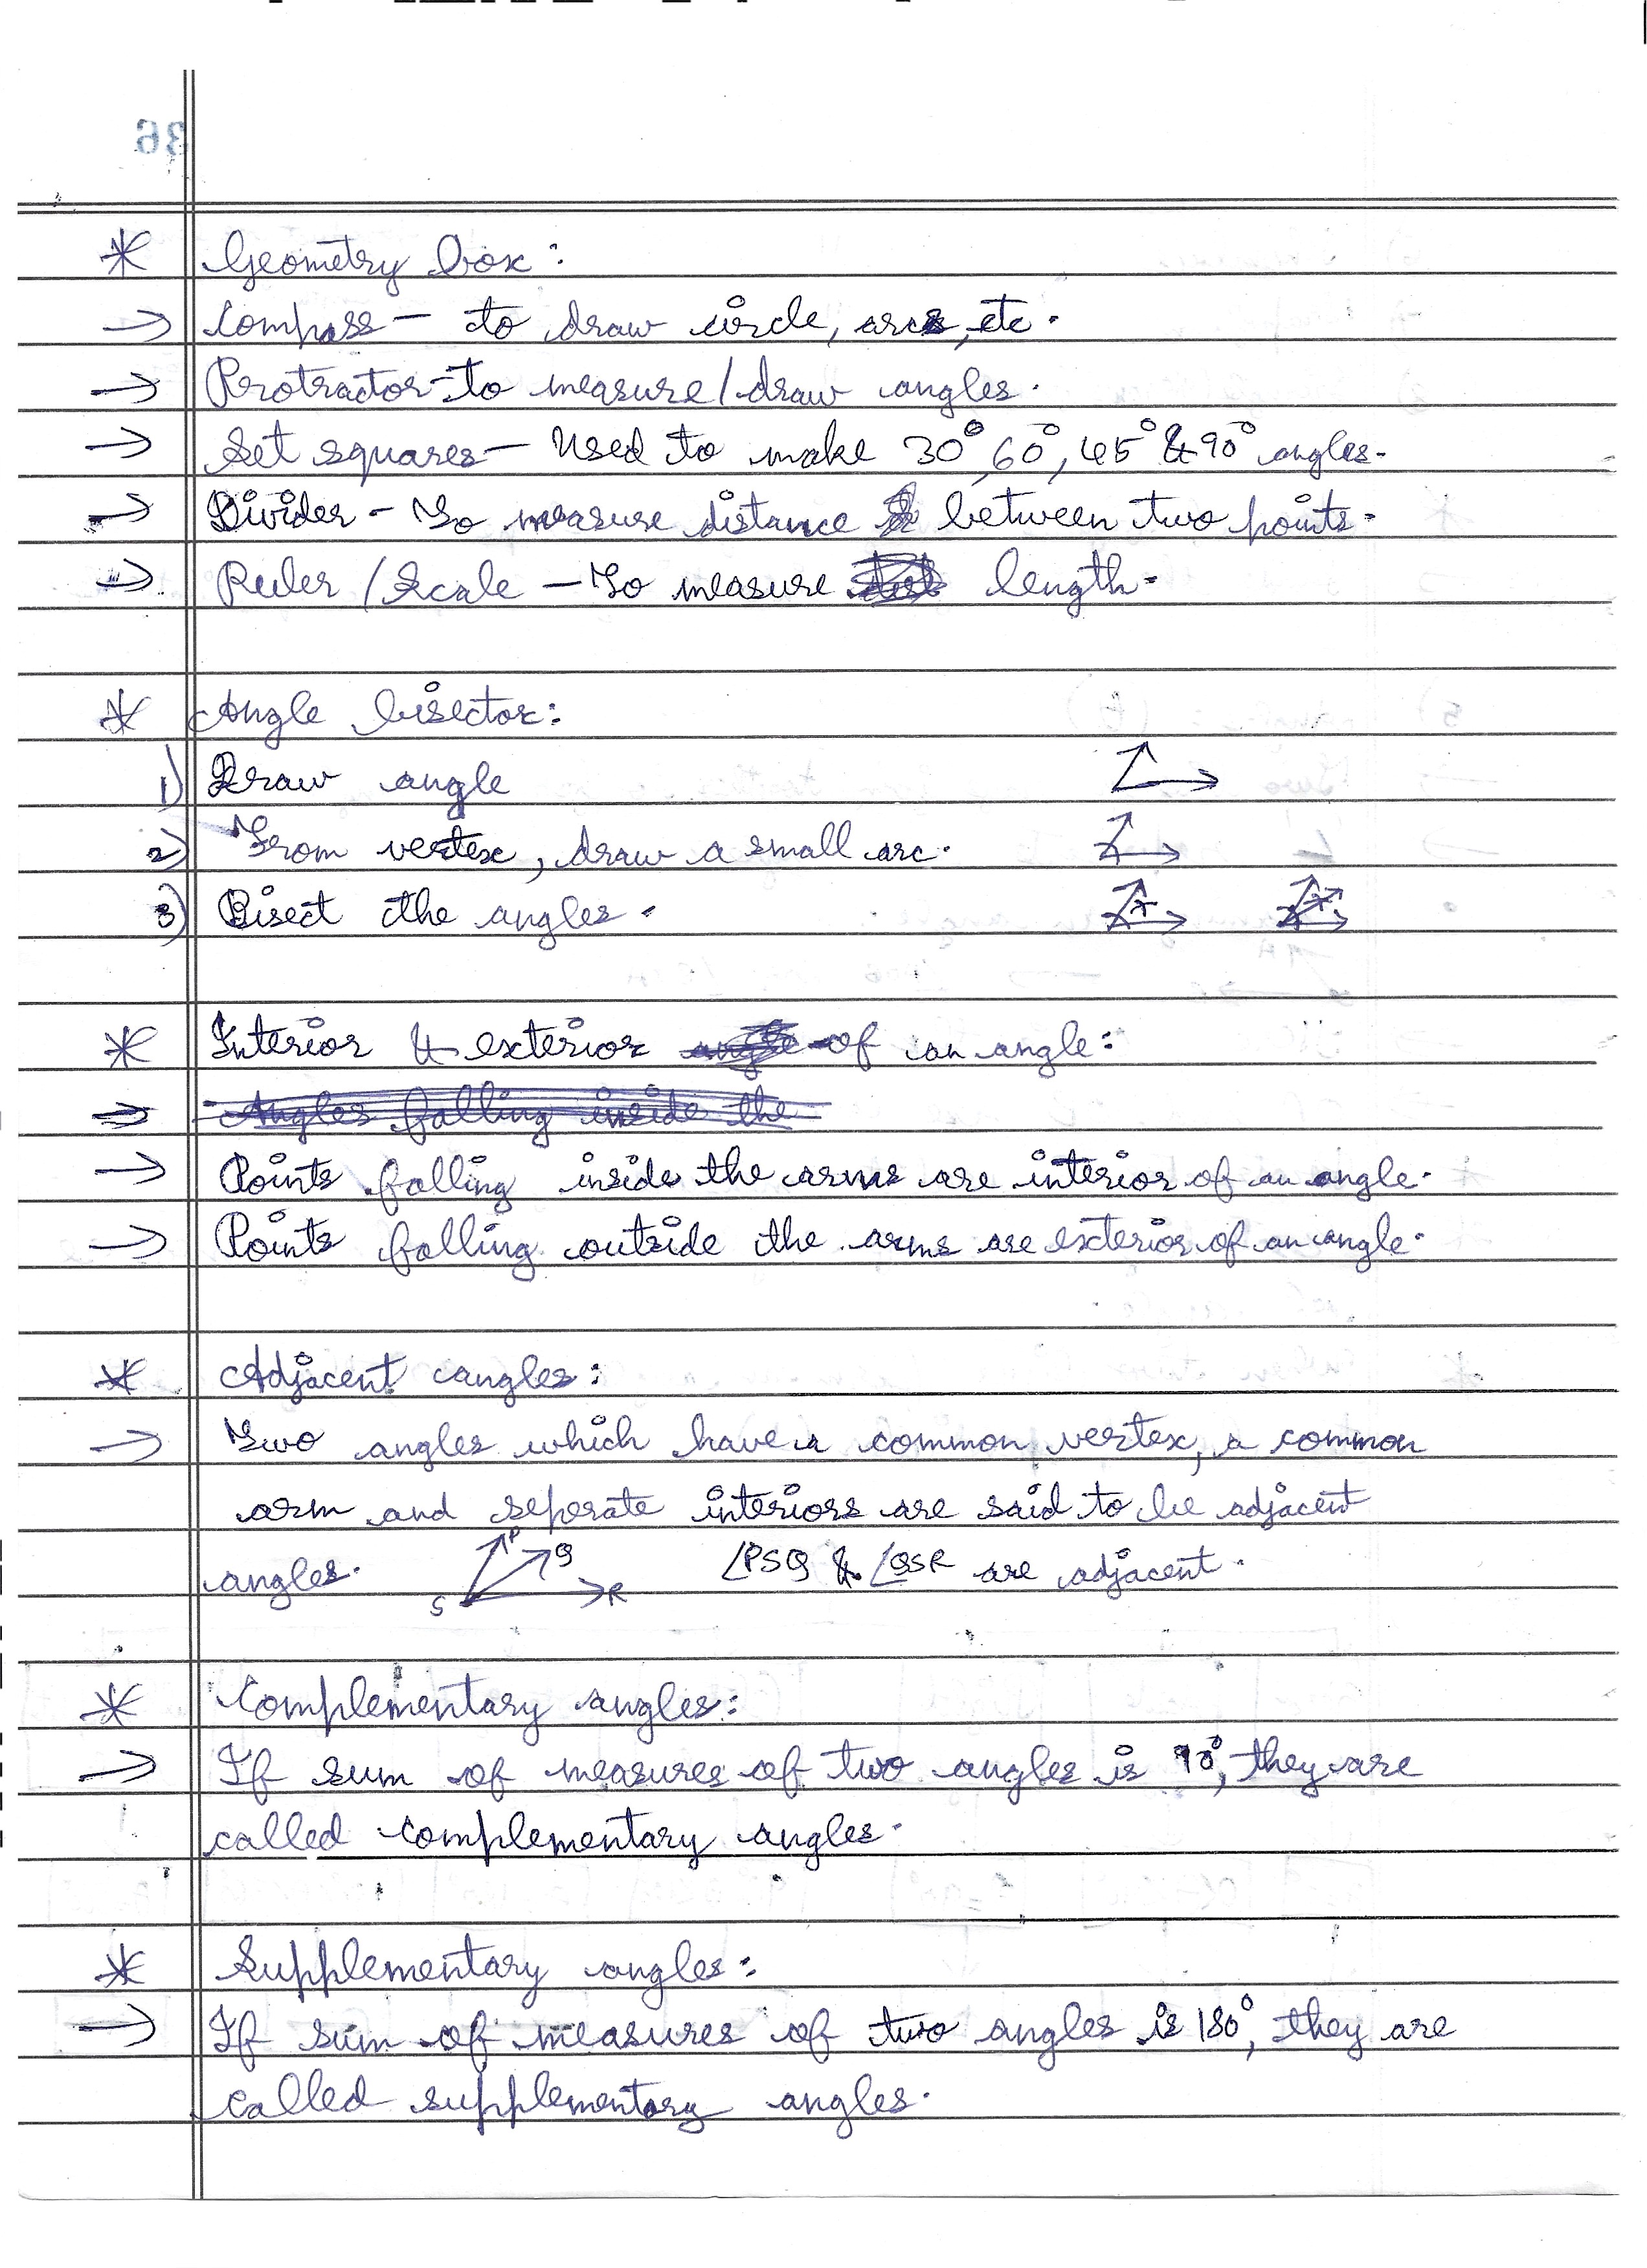 36
* Geometry box:
→ Compass - to draw circle, arcs, etc.
→ Protractor - to measure/draw angles.
→ Set squares - Used to make 30°, 60°, 45° & 90° angles.
→ Divider - To measure distance between two points.
→ Ruler / Scale - To measure length.
* Angle bisector:
1) Draw angle
2) From vertex, draw a small arc.
3) Bisect the angles.
* Interior & exterior of an angle:
→ Angles falling inside the
→ Points falling inside the arms are interior of an angle.
→ Points falling outside the arms are exterior of an angle.
* Adjacent angles:
→ Two angles which have a common vertex, a common
arm and seperate interiors are said to be adjacent
angles. S P Q R ∠PSQ & ∠QSR are adjacent.
* Complementary angles:
→ If sum of measures of two angles is 90°, they are
called complementary angles.
* Supplementary angles:
→ If sum of measures of two angles is 180°, they are
called supplementary angles.